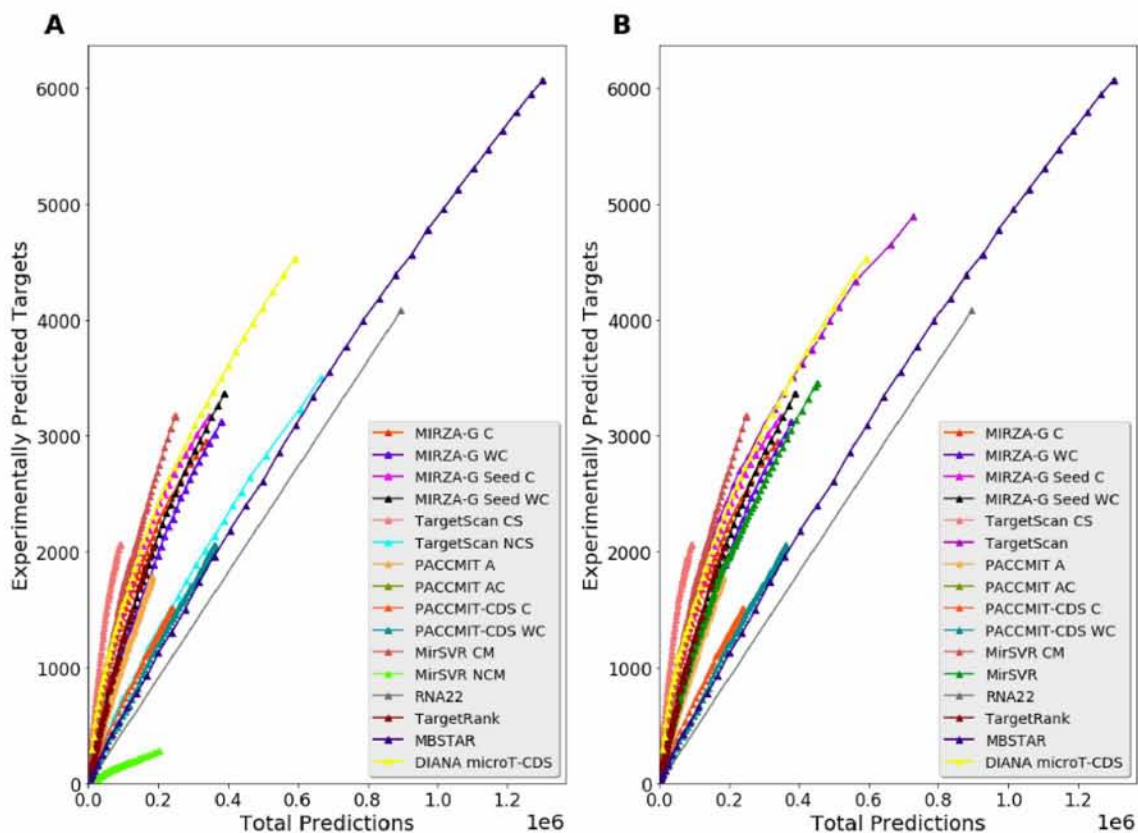 A
Experimentally Predicted Targets
6000
5000
4000
3000
2000
1000
0
0.0
0.2
0.4
0.6
0.8
1.0
1.2
1e6
Total Predictions
MIRZA-G C
MIRZA-G WC
MIRZA-G Seed C
MIRZA-G Seed WC
TargetScan CS
TargetScan NCS
PACCMIT A
PACCMIT AC
PACCMIT-CDS C
PACCMIT-CDS WC
MirSVR CM
MirSVR NCM
RNA22
TargetRank
MBSTAR
DIANA microT-CDS
B
Experimentally Predicted Targets
6000
5000
4000
3000
2000
1000
0
0.0
0.2
0.4
0.6
0.8
1.0
1.2
1e6
Total Predictions
MIRZA-G C
MIRZA-G WC
MIRZA-G Seed C
MIRZA-G Seed WC
TargetScan CS
TargetScan
PACCMIT A
PACCMIT AC
PACCMIT-CDS C
PACCMIT-CDS WC
MirSVR CM
MirSVR
RNA22
TargetRank
MBSTAR
DIANA microT-CDS